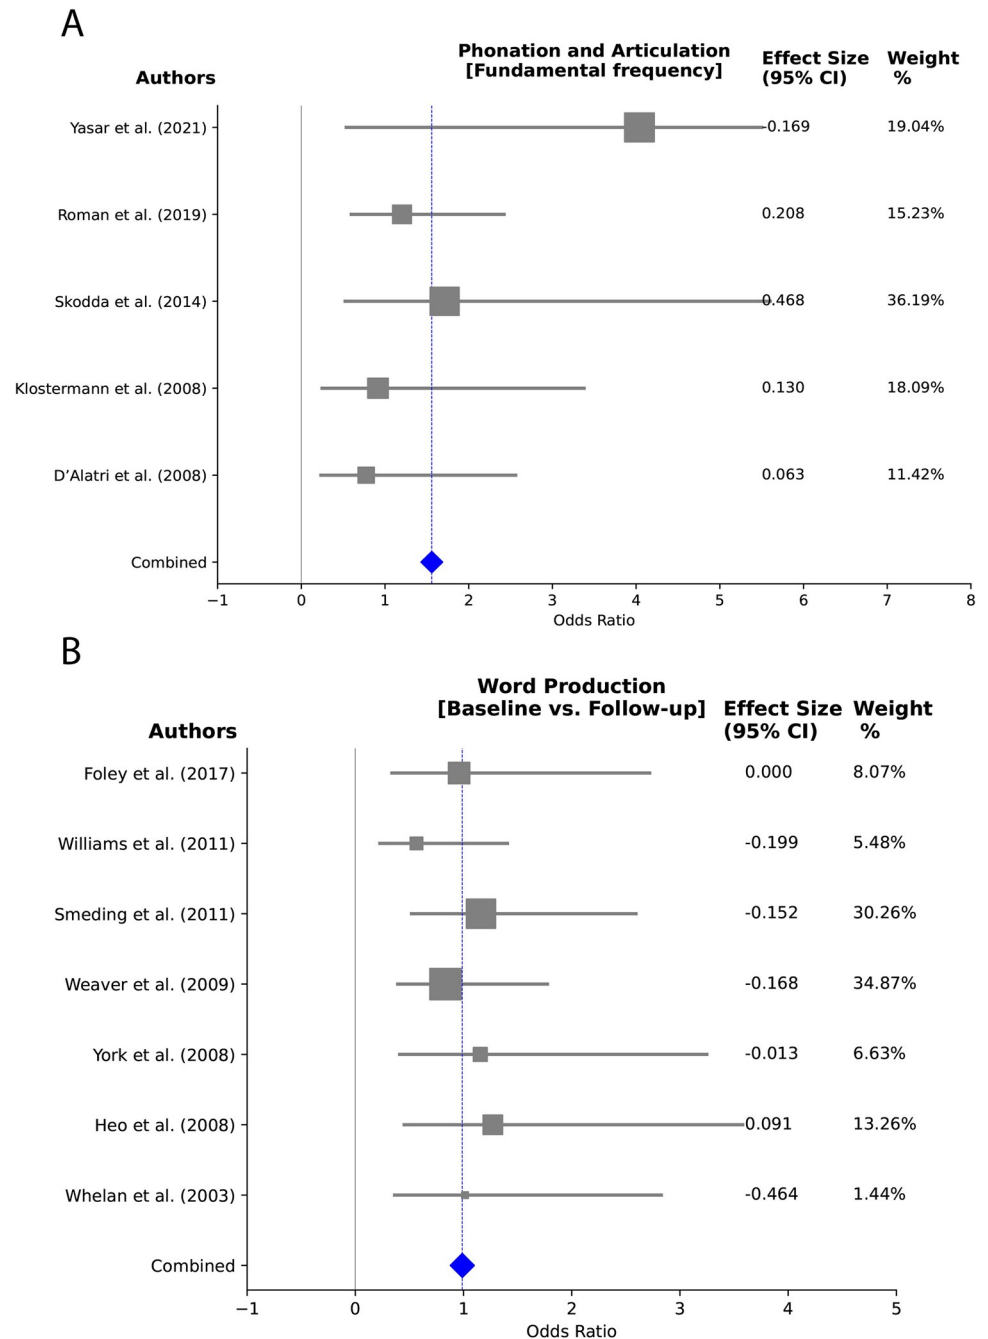 A
Phonation and Articulation
[Fundamental frequency]
Effect Size
(95% CI)
Weight
%
Authors
Yasar et al. (2021) -0.169 19.04%
Roman et al. (2019) 0.208 15.23%
Skodda et al. (2014) 0.468 36.19%
Klostermann et al. (2008) 0.130 18.09%
D’Alatri et al. (2008) 0.063 11.42%
Combined
−1 0 1 2 3 4 5 6 7 8
Odds Ratio
B
Word Production
[Baseline vs. Follow-up]
Effect Size
(95% CI)
Weight
%
Authors
Foley et al. (2017) 0.000 8.07%
Williams et al. (2011) -0.199 5.48%
Smeding et al. (2011) -0.152 30.26%
Weaver et al. (2009) -0.168 34.87%
York et al. (2008) -0.013 6.63%
Heo et al. (2008) 0.091 13.26%
Whelan et al. (2003) -0.464 1.44%
Combined
−1 0 1 2 3 4 5
Odds Ratio